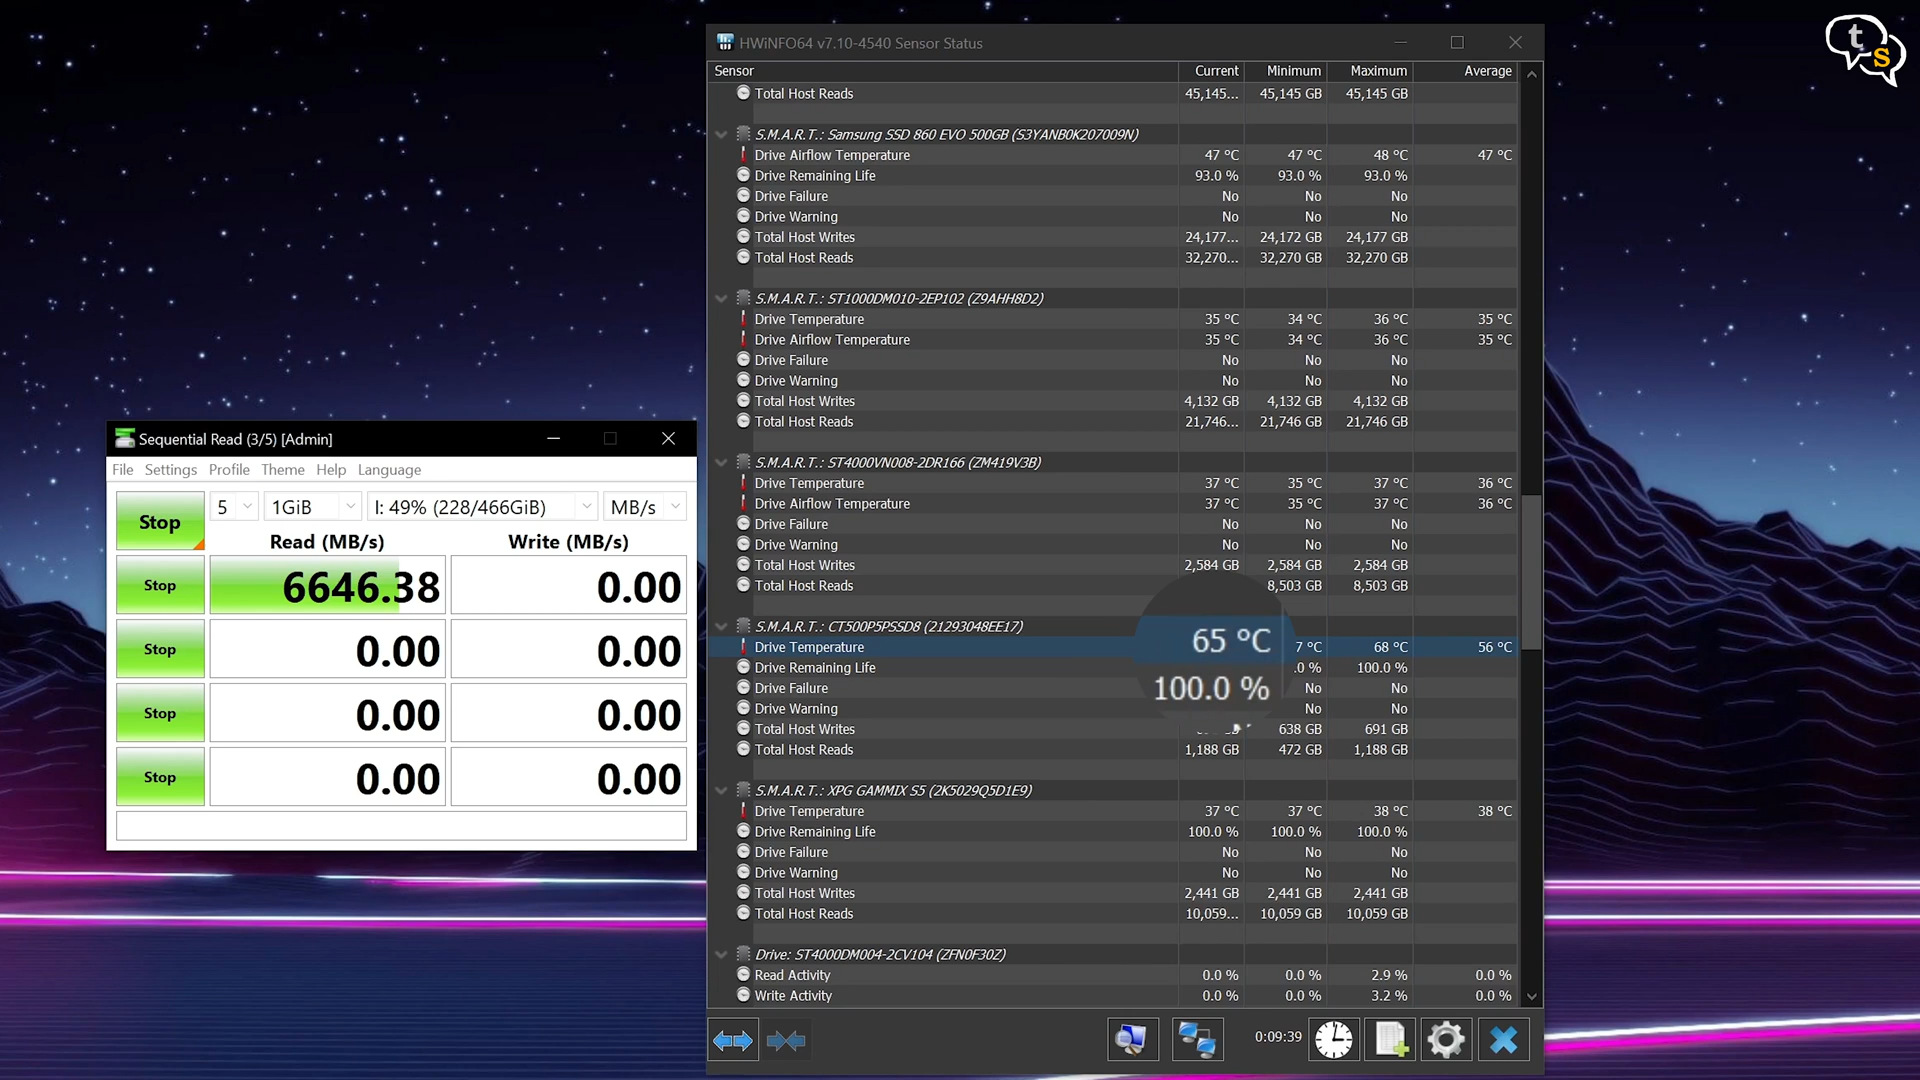 ts
HWiNFO64 v7.10-4540 Sensor Status
Sensor Current Minimum Maximum Average
Total Host Reads 45,145... 45,145 GB 45,145 GB
S.M.A.R.T.: Samsung SSD 860 EVO 500GB (S3YANB0K207009N)
Drive Airflow Temperature 47 °C 47 °C 48 °C 47 °C
Drive Remaining Life 93.0 % 93.0 % 93.0 %
Drive Failure No No No
Drive Warning No No No
Total Host Writes 24,177... 24,172 GB 24,177 GB
Total Host Reads 32,270... 32,270 GB 32,270 GB
S.M.A.R.T.: ST1000DM010-2EP102 (Z9AHH8D2)
Drive Temperature 35 °C 34 °C 36 °C 35 °C
Drive Airflow Temperature 35 °C 34 °C 36 °C 35 °C
Drive Failure No No No
Drive Warning No No No
Total Host Writes 4,132 GB 4,132 GB 4,132 GB
Total Host Reads 21,746... 21,746 GB 21,746 GB
S.M.A.R.T.: ST4000VN008-2DR166 (ZM419V3B)
Drive Temperature 37 °C 35 °C 37 °C 36 °C
Drive Airflow Temperature 37 °C 35 °C 37 °C 36 °C
Drive Failure No No No
Drive Warning No No No
Total Host Writes 2,584 GB 2,584 GB 2,584 GB
Total Host Reads 8,503 GB 8,503 GB
S.M.A.R.T.: CT500P5PSSD8 (21293048EE17)
Drive Temperature 65 °C 7 °C 68 °C 56 °C
Drive Remaining Life 100.0 % .0 % 100.0 %
Drive Failure No No
Drive Warning No No
Total Host Writes 638 GB 691 GB
Total Host Reads 1,188 GB 472 GB 1,188 GB
S.M.A.R.T.: XPG GAMMIX S5 (2K5029Q5D1E9)
Drive Temperature 37 °C 37 °C 38 °C 38 °C
Drive Remaining Life 100.0 % 100.0 % 100.0 %
Drive Failure No No No
Drive Warning No No No
Total Host Writes 2,441 GB 2,441 GB 2,441 GB
Total Host Reads 10,059... 10,059 GB 10,059 GB
Drive: ST4000DM004-2CV104 (ZFN0F30Z)
Read Activity 0.0 % 0.0 % 2.9 % 0.0 %
Write Activity 0.0 % 0.0 % 3.2 % 0.0 %
0:09:39
Sequential Read (3/5) [Admin]
File Settings Profile Theme Help Language
Stop 5 1GiB I: 49% (228/466GiB) MB/s
Read (MB/s) Write (MB/s)
Stop 6646.38 0.00
Stop 0.00 0.00
Stop 0.00 0.00
Stop 0.00 0.00